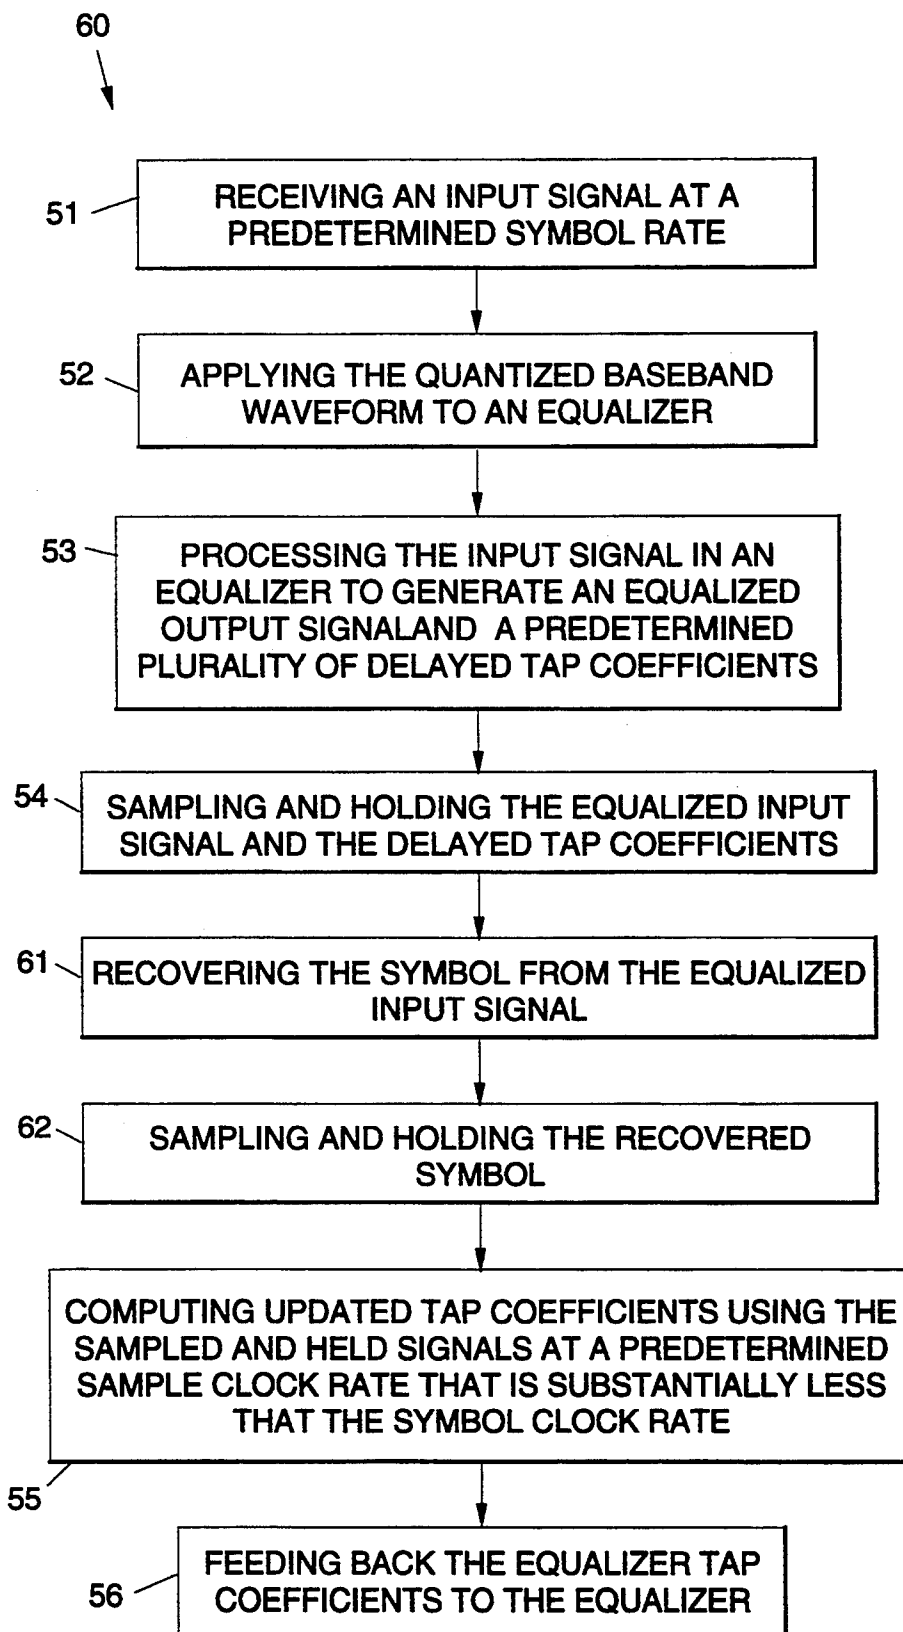 60
51
RECEIVING AN INPUT SIGNAL AT A
PREDETERMINED SYMBOL RATE
52
APPLYING THE QUANTIZED BASEBAND
WAVEFORM TO AN EQUALIZER
53
PROCESSING THE INPUT SIGNAL IN AN
EQUALIZER TO GENERATE AN EQUALIZED
OUTPUT SIGNALAND A PREDETERMINED
PLURALITY OF DELAYED TAP COEFFICIENTS
54
SAMPLING AND HOLDING THE EQUALIZED INPUT
SIGNAL AND THE DELAYED TAP COEFFICIENTS
61
RECOVERING THE SYMBOL FROM THE EQUALIZED
INPUT SIGNAL
62
SAMPLING AND HOLDING THE RECOVERED
SYMBOL
COMPUTING UPDATED TAP COEFFICIENTS USING THE
SAMPLED AND HELD SIGNALS AT A PREDETERMINED
SAMPLE CLOCK RATE THAT IS SUBSTANTIALLY LESS
THAT THE SYMBOL CLOCK RATE
55
FEEDING BACK THE EQUALIZER TAP
COEFFICIENTS TO THE EQUALIZER
56